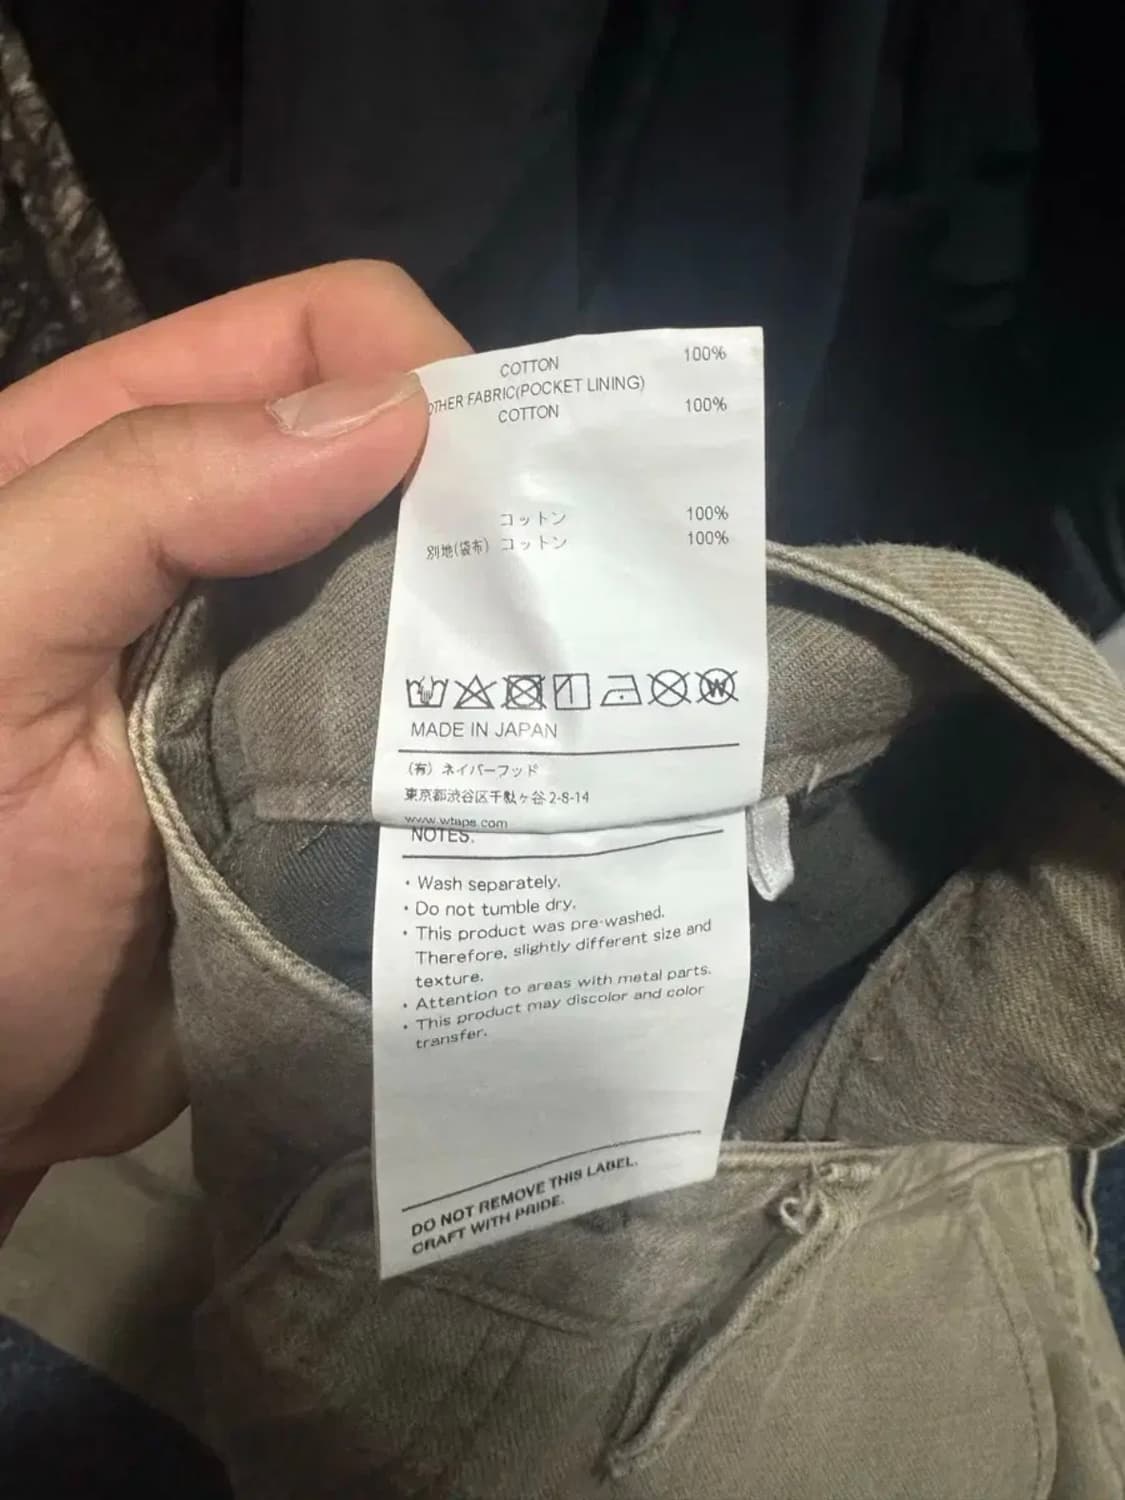 COTTON 100%
OTHER FABRIC(POCKET LINING)
COTTON 100%
コットン 100%
別地(袋布) コットン 100%
MADE IN JAPAN
(有) ネイバーフッド
東京都渋谷区千駄ヶ谷 2-8-14
www.wtaps.com
NOTES.
• Wash separately.
• Do not tumble dry.
• This product was pre-washed.
Therefore, slightly different size and
texture.
• Attention to areas with metal parts.
• This product may discolor and color
transfer.
DO NOT REMOVE THIS LABEL.
CRAFT WITH PRIDE.